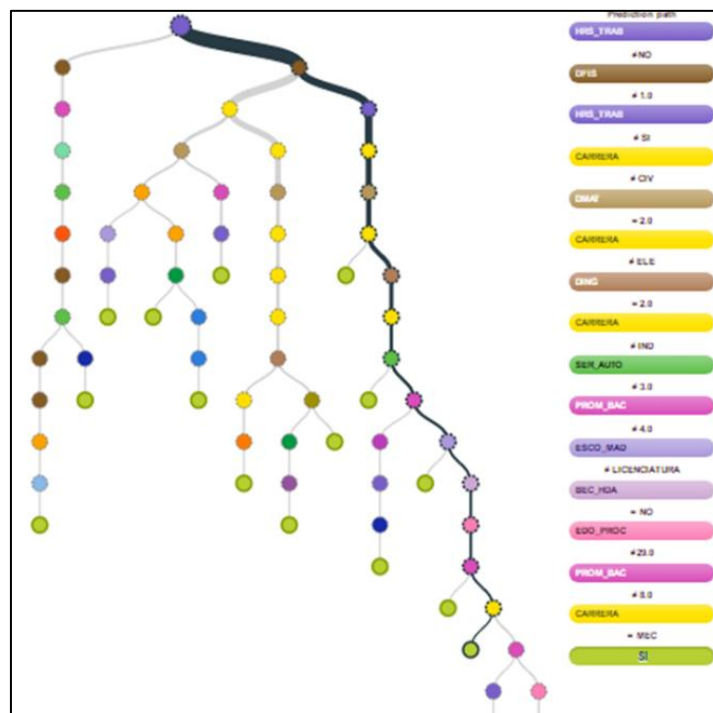 Prediction path
HRS_TRAB
≠ NO
DFIS
≠ 1.0
HRS_TRAB
≠ SI
CARRERA
≠ CIV
DMAT
= 2.0
CARRERA
≠ ELE
DING
= 2.0
CARRERA
≠ IND
SER_AUTO
≠ 3.0
PROM_BAC
≠ 4.0
ESCO_MAD
≠ LICENCIATURA
BEC_HDA
= NO
EDO_PROC
≠29.0
PROM_BAC
≠ 8.0
CARRERA
= MEC
SI